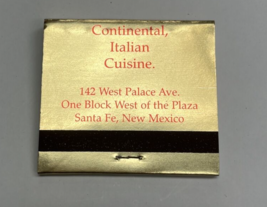 Continental,
Italian
Cuisine.
142 West Palace Ave.
One Block West of the Plaza
Santa Fe, New Mexico